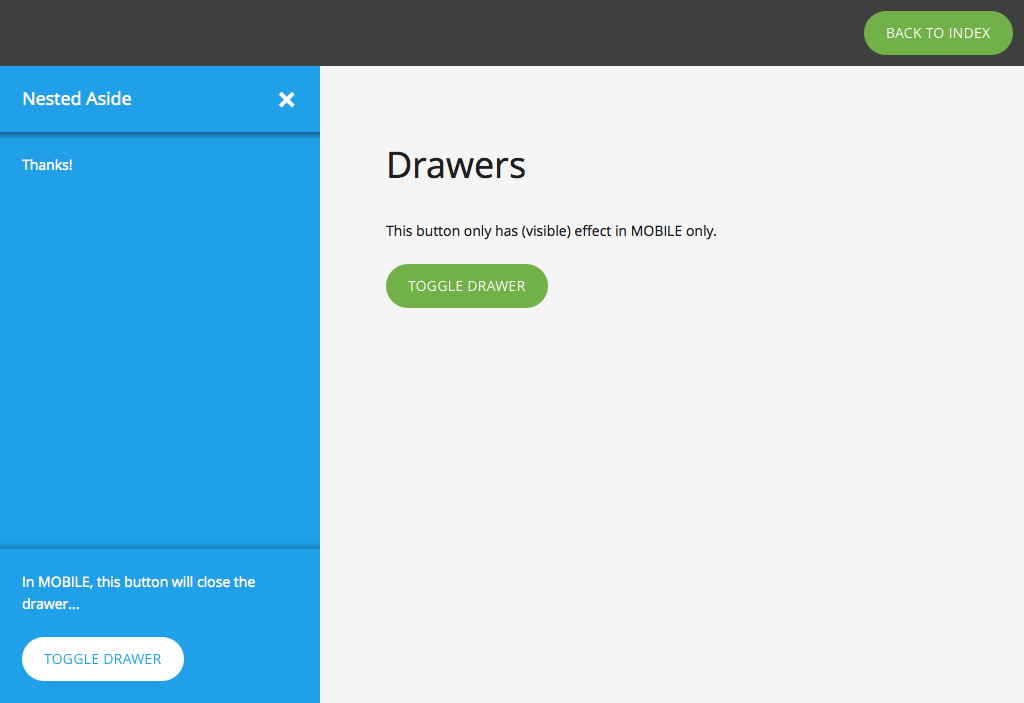 BACK TO INDEX
Nested Aside
Thanks!
Drawers
This button only has (visible) effect in MOBILE only.
TOGGLE DRAWER
In MOBILE, this button will close the
drawer...
TOGGLE DRAWER